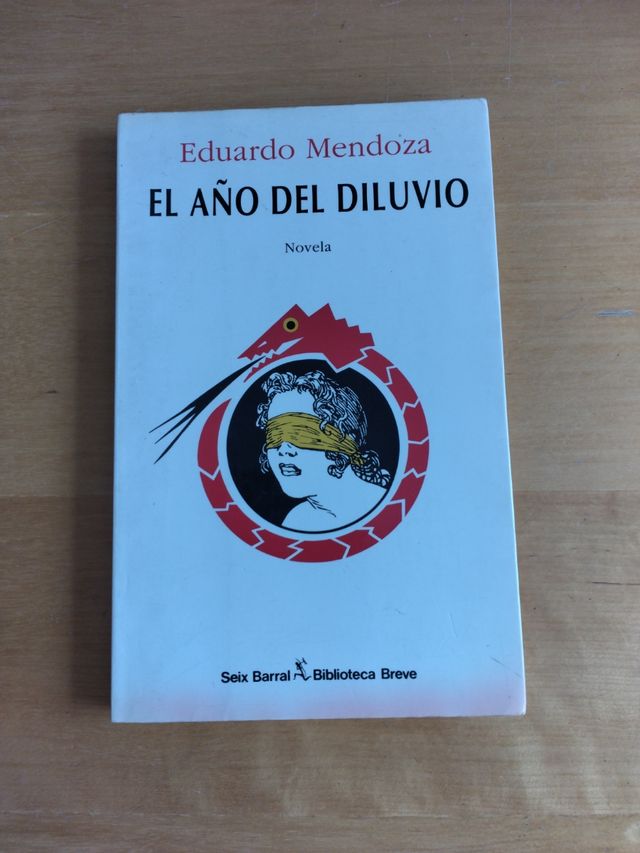 Eduardo Mendoza
EL AÑO DEL DILUVIO
Novela
Seix Barral Biblioteca Breve